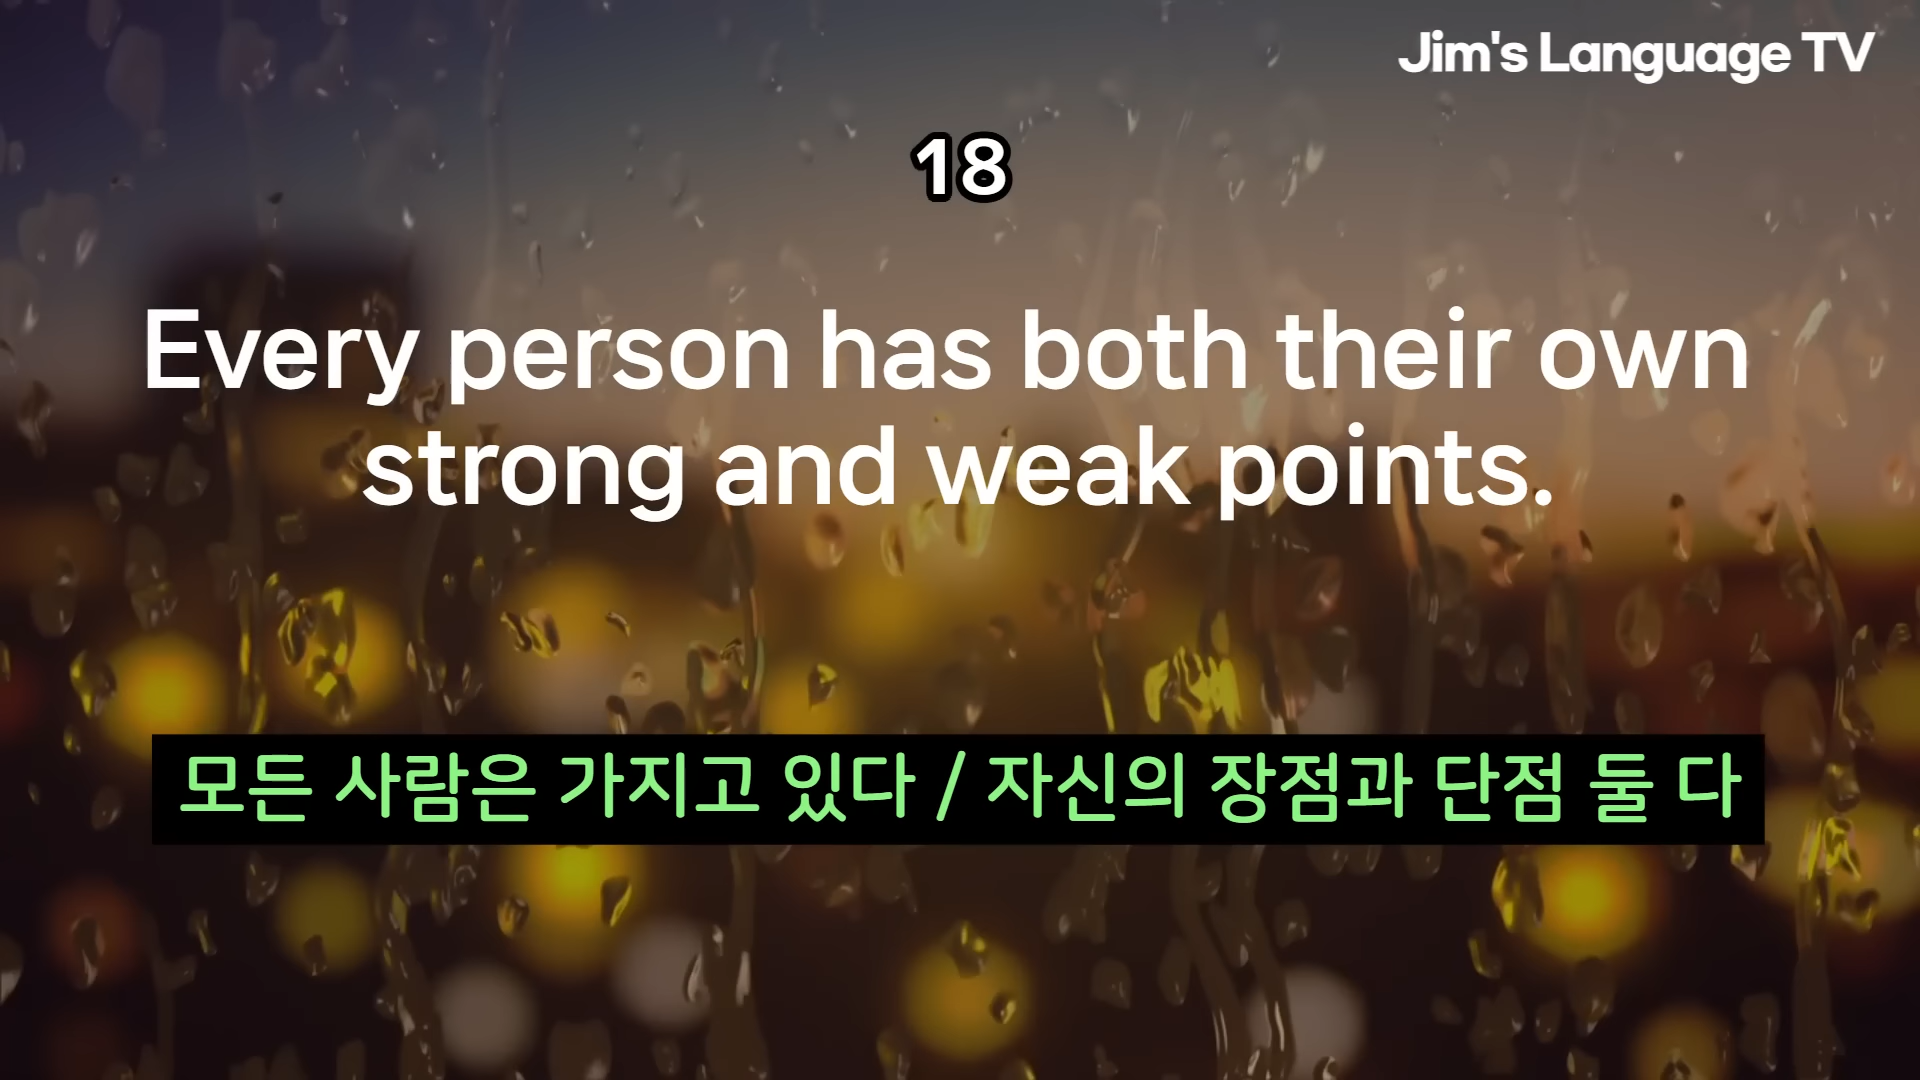 Jim's Language TV
18
Every person has both their own
strong and weak points.
모든 사람은 가지고 있다 / 자신의 장점과 단점 둘 다